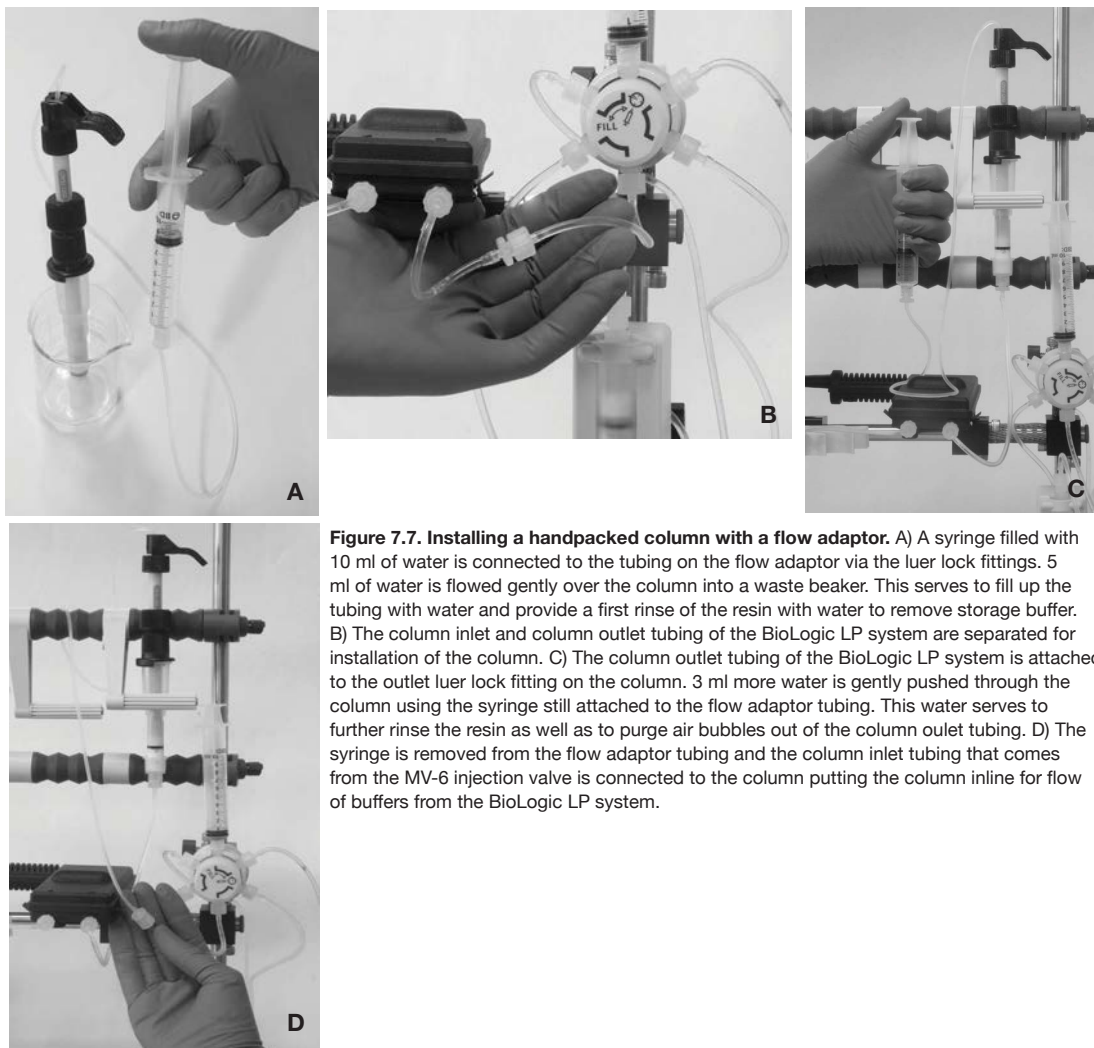 A
FILL
B
C
D
Figure 7.7. Installing a handpacked column with a flow adaptor. A) A syringe filled with
10 ml of water is connected to the tubing on the flow adaptor via the luer lock fittings. 5
ml of water is flowed gently over the column into a waste beaker. This serves to fill up the
tubing with water and provide a first rinse of the resin with water to remove storage buffer.
B) The column inlet and column outlet tubing of the BioLogic LP system are separated for
installation of the column. C) The column outlet tubing of the BioLogic LP system is attached
to the outlet luer lock fitting on the column. 3 ml more water is gently pushed through the
column using the syringe still attached to the flow adaptor tubing. This water serves to
further rinse the resin as well as to purge air bubbles out of the column oulet tubing. D) The
syringe is removed from the flow adaptor tubing and the column inlet tubing that comes
from the MV-6 injection valve is connected to the column putting the column inline for flow
of buffers from the BioLogic LP system.